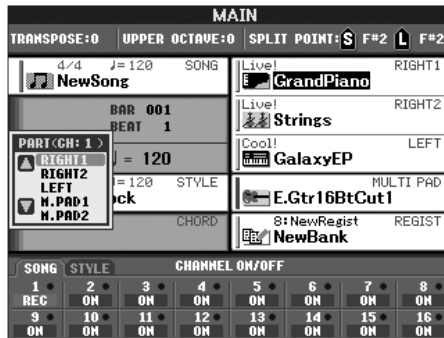 MAIN
TRANSPOSE:0 UPPER OCTAVE:0 SPLIT POINT: S F#2 L F#2
4/4 ♩=120 SONG
NewSong
Live! RIGHT1
GrandPiano
BAR 001
BEAT 1
Live! RIGHT2
Strings
PART(CH: 1 )
RIGHT1
RIGHT2
LEFT
M.PAD1
M.PAD2
= 120
Cool! LEFT
GalaxyEP
=120 STYLE
ck
MULTI PAD
E.Gtr16BtCut1
CHORD
8:NewRegist REGIST
NewBank
SONG STYLE CHANNEL ON/OFF
1 2 3 4 5 6 7 8
REC ON ON ON ON ON ON ON
9 10 11 12 13 14 15 16
ON ON ON ON ON ON ON ON